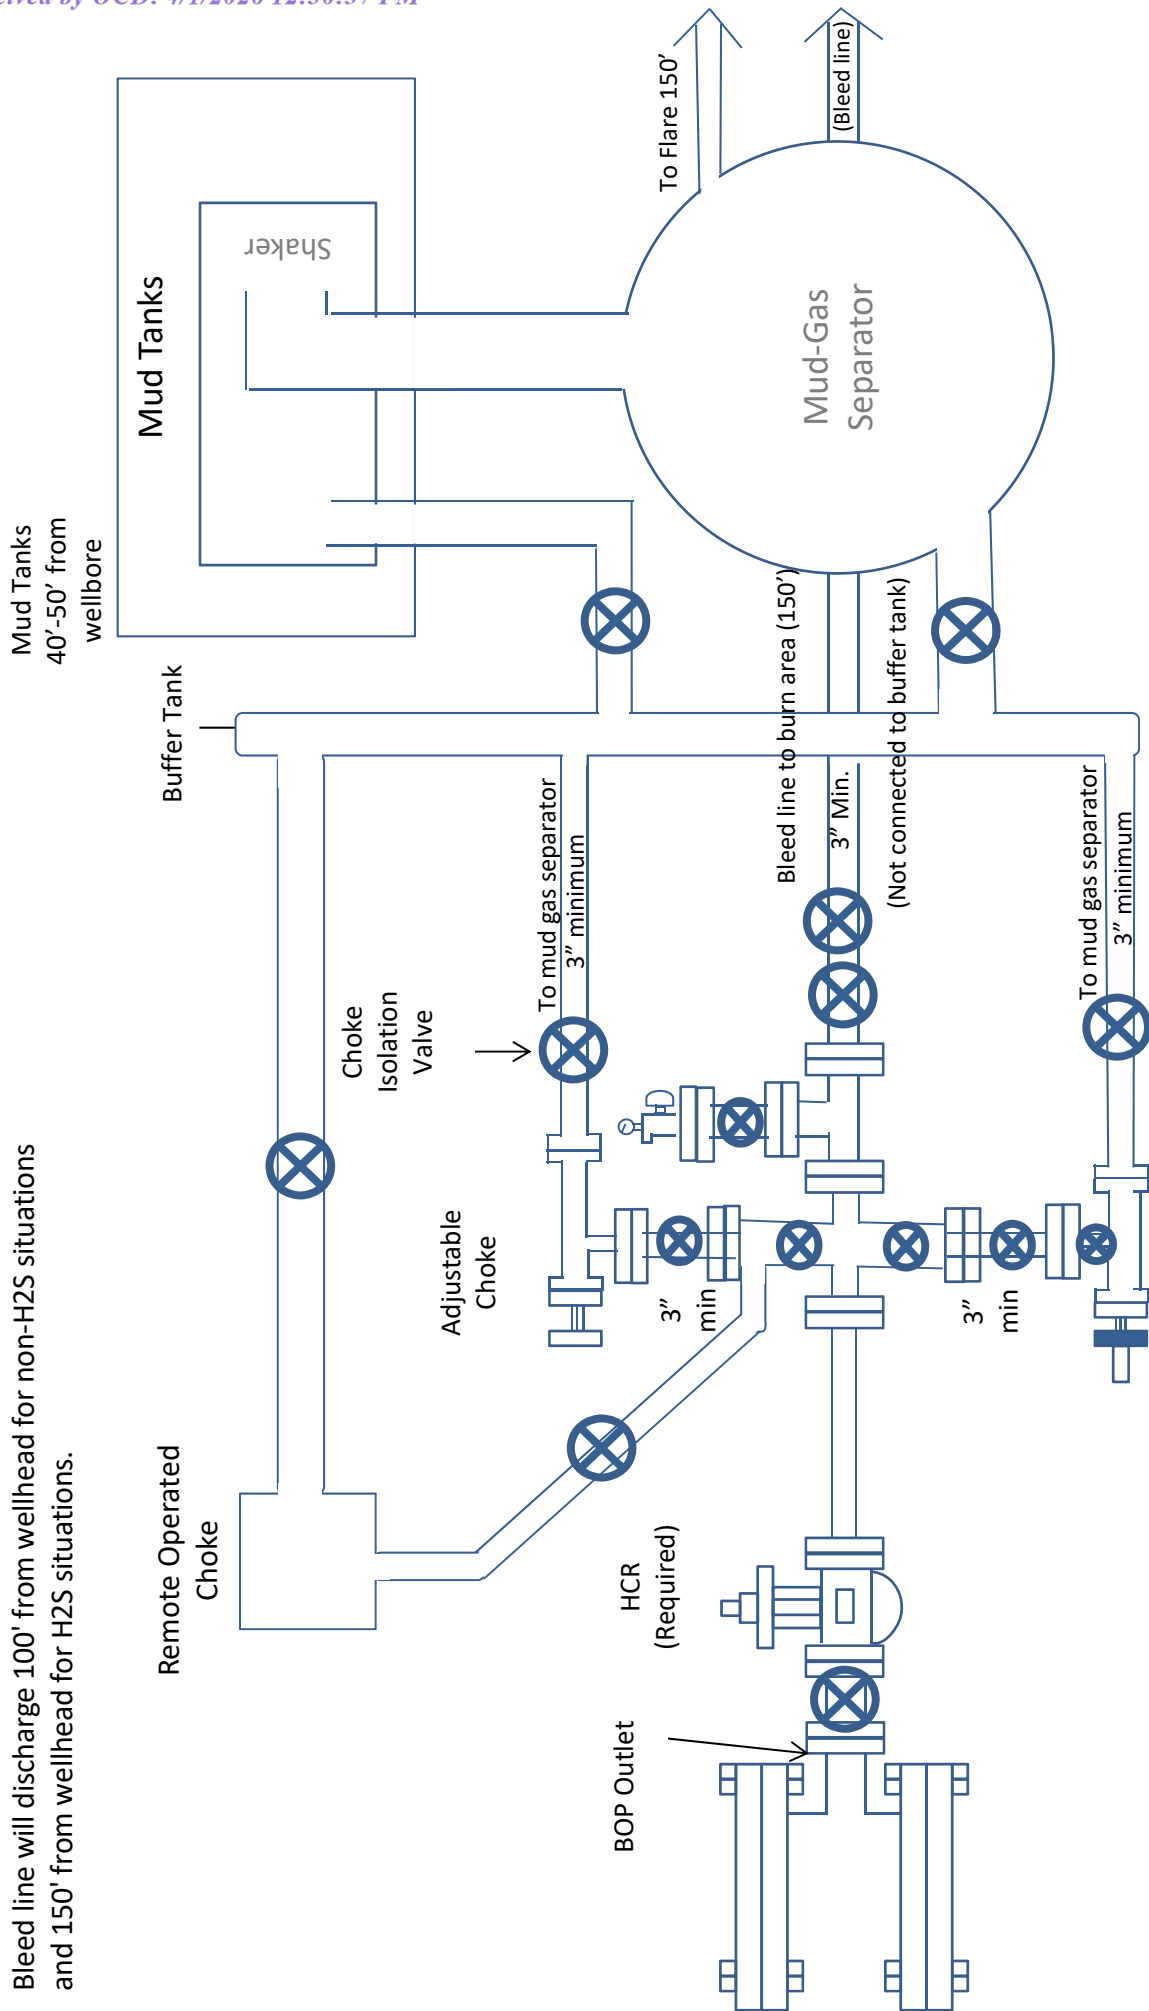 Bleed line will discharge 100' from wellhead for non-H2S situations
and 150' from wellhead for H2S situations.
Mud Tanks
40’-50’ from
wellbore
Mud Tanks
Shaker
Buffer Tank
To Flare 150’
(Bleed line)
Mud-Gas
Separator
Remote Operated
Choke
Adjustable
Choke
Choke
Isolation
Valve
To mud gas separator
3” minimum
Bleed line to burn area (150’)
3” Min.
(Not connected to buffer tank)
To mud gas separator
3” minimum
3”
min
3”
min
HCR
(Required)
BOP Outlet